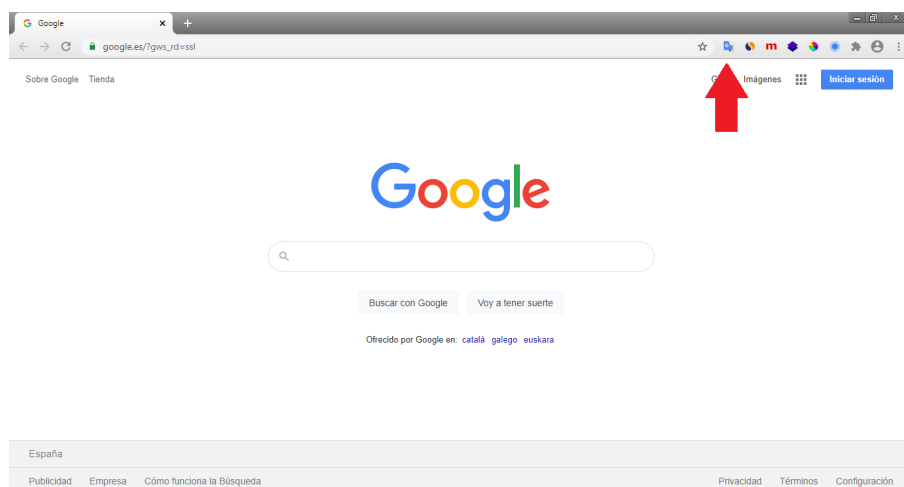 Google
google.es/?gws_rd=ssl
Sobre Google Tienda
Imágenes Iniciar sesión
Google
Buscar con Google Voy a tener suerte
Ofrecido por Google en: català galego euskara
España
Publicidad Empresa Cómo funciona la Búsqueda Privacidad Términos Configuración